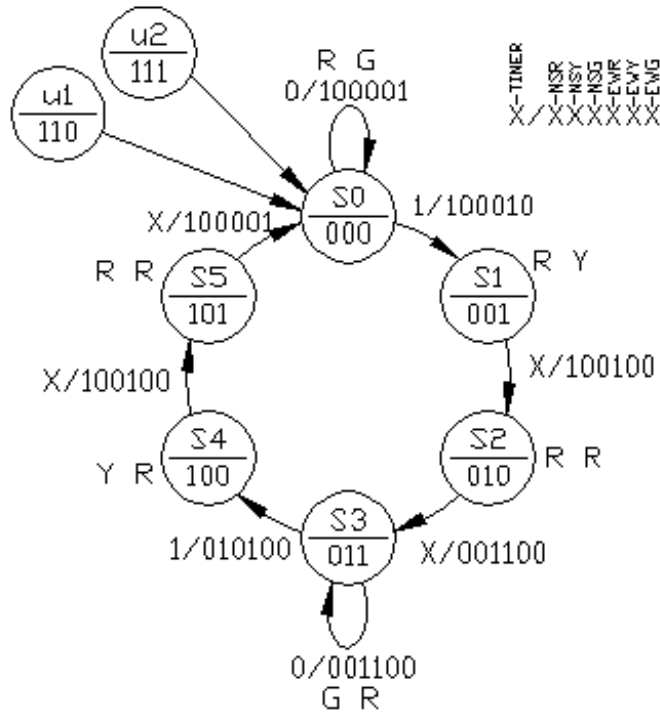 u2
111
u1
110
R G
0/100001
X-TIMER
/
X-NSR
X-NSY
X-NSG
X-EWR
X-EWY
X-EWG
S0
000
1/100010
X/100001
R R
S5
101
S1
001
R Y
X/100100
X/100100
S4
100
Y R
S2
010
R R
S3
011
1/010100
X/001100
0/001100
G R